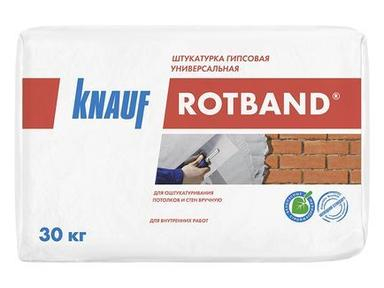 ШТУКАТУРКА ГИПСОВАЯ
УНИВЕРСАЛЬНАЯ
KNAUF ROTBAND®
ДЛЯ ОШТУКАТУРИВАНИЯ
ПОТОЛКОВ И СТЕН ВРУЧНУЮ
ДЛЯ ВНУТРЕННИХ РАБОТ
30 кг